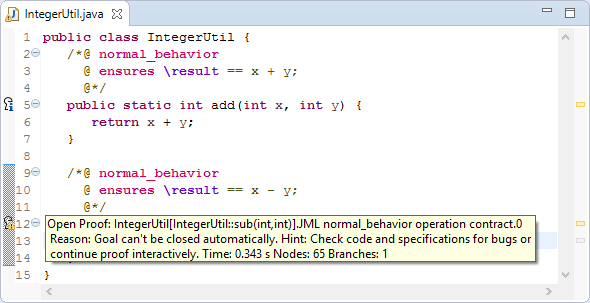 IntegerUtil.java
1 public class IntegerUtil {
2 /*@ normal_behavior
3 @ ensures \result == x + y;
4 @*/
5 public static int add(int x, int y) {
6 return x + y;
7 }
8
9 /*@ normal_behavior
10 @ ensures \result == x - y;
11 @*/
12 Open Proof: IntegerUtil[IntegerUtil::sub(int,int)].JML normal_behavior operation contract.0
13 Reason: Goal can't be closed automatically. Hint: Check code and specifications for bugs or
14 continue proof interactively. Time: 0.343 s Nodes: 65 Branches: 1
15 }